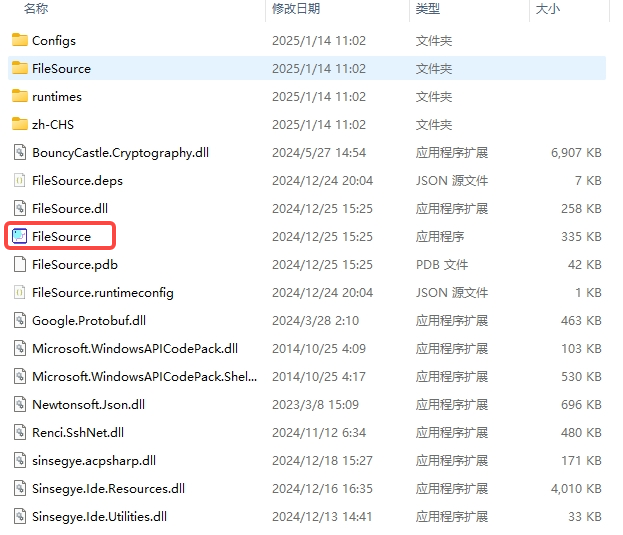 名称 修改日期 类型 大小
Configs 2025/1/14 11:02 文件夹
FileSource 2025/1/14 11:02 文件夹
runtimes 2025/1/14 11:02 文件夹
zh-CHS 2025/1/14 11:02 文件夹
BouncyCastle.Cryptography.dll 2024/5/27 14:54 应用程序扩展 6,907 KB
FileSource.deps 2024/12/24 20:04 JSON 源文件 7 KB
FileSource.dll 2024/12/25 15:25 应用程序扩展 258 KB
FileSource 2024/12/25 15:25 应用程序 335 KB
FileSource.pdb 2024/12/25 15:25 PDB 文件 42 KB
FileSource.runtimeconfig 2024/12/24 20:04 JSON 源文件 1 KB
Google.Protobuf.dll 2024/3/28 2:10 应用程序扩展 463 KB
Microsoft.WindowsAPICodePack.dll 2014/10/25 4:09 应用程序扩展 103 KB
Microsoft.WindowsAPICodePack.Shel... 2014/10/25 4:17 应用程序扩展 530 KB
Newtonsoft.Json.dll 2023/3/8 15:09 应用程序扩展 696 KB
Renci.SshNet.dll 2024/11/12 6:34 应用程序扩展 480 KB
sinsegye.acpsharp.dll 2024/12/18 15:27 应用程序扩展 171 KB
Sinsegye.Ide.Resources.dll 2024/12/16 16:35 应用程序扩展 4,010 KB
Sinsegye.Ide.Utilities.dll 2024/12/13 14:41 应用程序扩展 33 KB